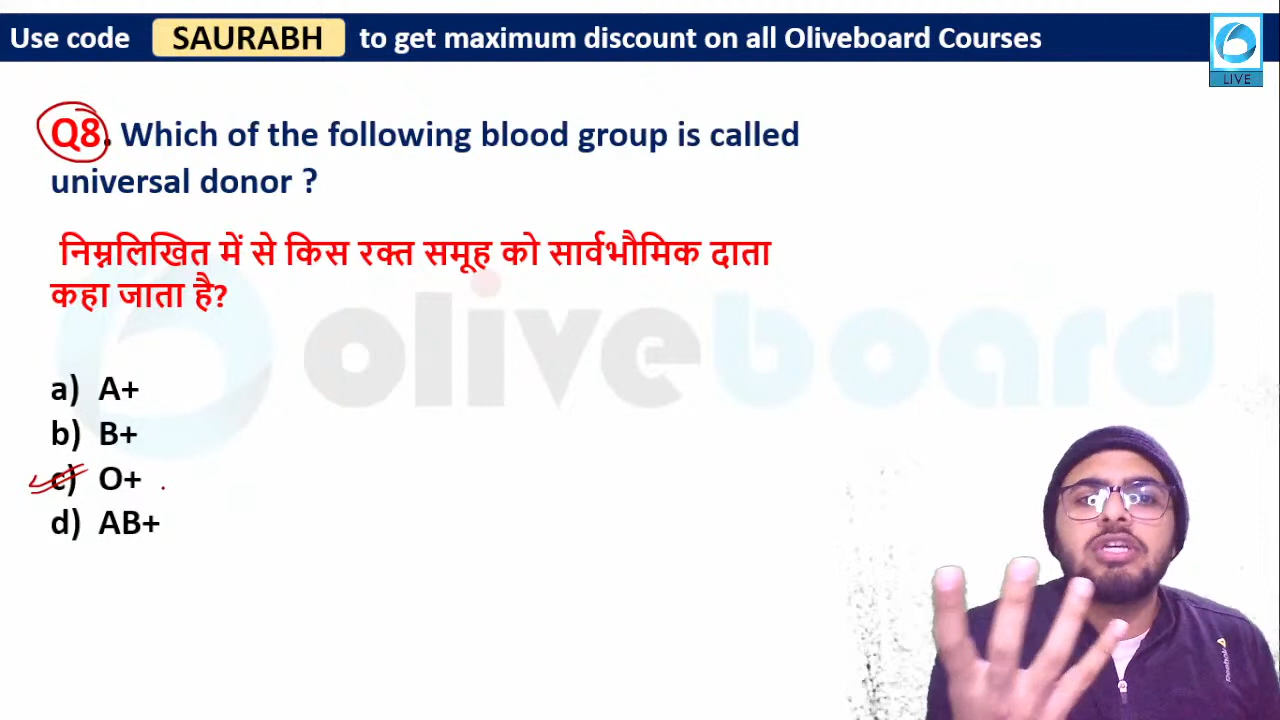 Use code SAURABH to get maximum discount on all Oliveboard Courses
LIVE
Q8. Which of the following blood group is called
universal donor ?
निम्नलिखित में से किस रक्त समूह को सार्वभौमिक दाता
कहा जाता है?
oliveboard
a) A+
b) B+
c) O+
d) AB+
Reebok